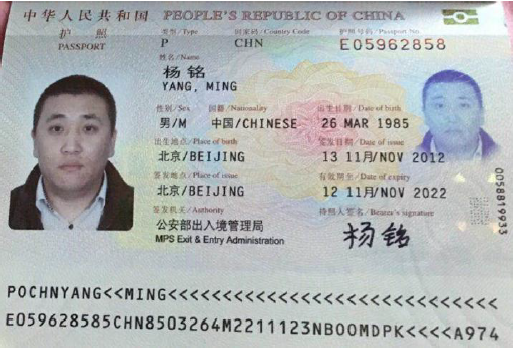 中华人民共和国 PEOPLE'S REPUBLIC OF CHINA
护 照 类型/Type 国家码/Country Code 护照号码/Passport No.
PASSPORT P CHN E05962858
姓名/Name
杨 铭
YANG, MING
性别/Sex 国籍/Nationality 出生日期/Date of birth
男/M 中国/CHINESE 26 MAR 1985
出生地点/Place of birth 签发日期/Date of issue
北京/BEIJING 13 11月/NOV 2012
签发地点/Place of issue 有效期至/Date of expiry
北京/BEIJING 12 11月/NOV 2022
签发机关/Authority 持照人签名/Bearer's signature
公安部出入境管理局 杨铭
MPS Exit & Entry Administration
0058819933
POCHNYANG<<MING<<<<<<<<<<<<<<<<<<<<<<<<<<<<<
E059628585CHN8503264M2211123NBOOMDPK<<<<A974